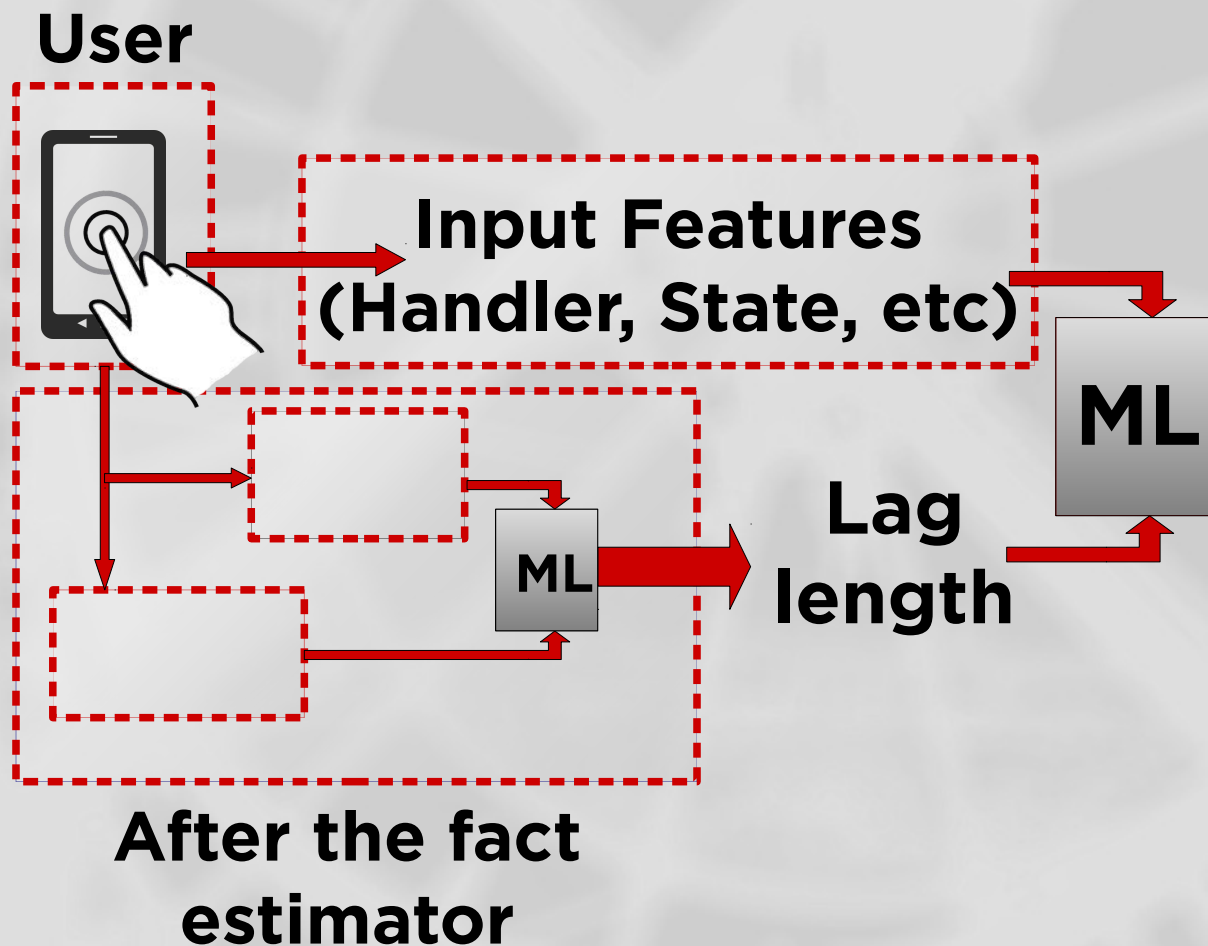 User
Input Features
(Handler, State, etc)
ML
Lag
length
ML
After the fact
estimator